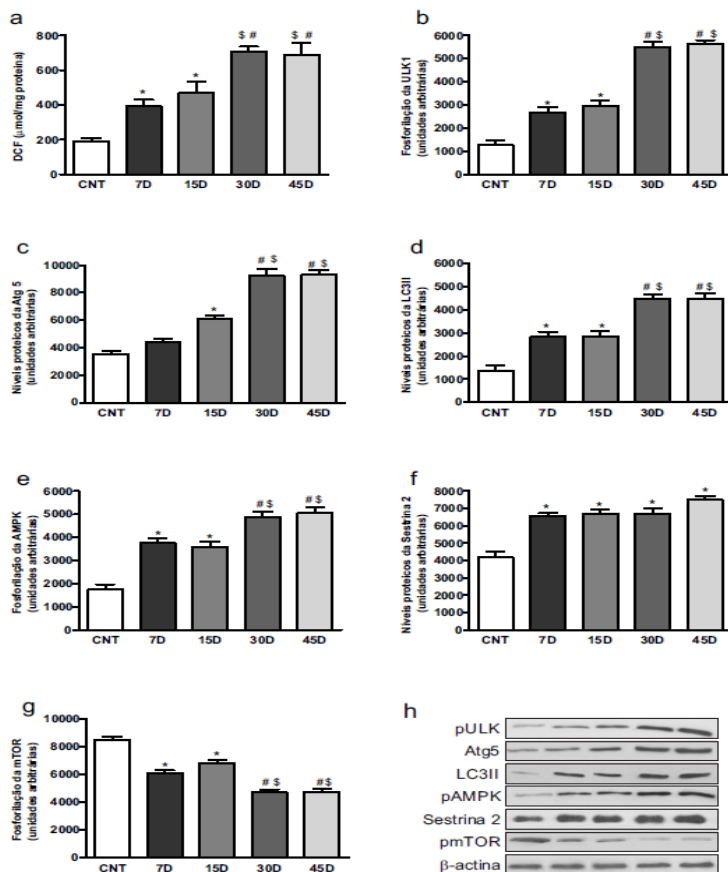 a
DCF (µmol/mg proteina)
800
600
400
200
0
*
*
$ #
$ #
CNT 7D 15D 30D 45D
b
Fosforilação da ULK1
(unidades arbitrárias)
6000
5000
4000
3000
2000
1000
0
*
*
# $
# $
CNT 7D 15D 30D 45D
c
Níveis proteicos da Atg 5
(unidades arbitrárias)
10000
8000
6000
4000
2000
0
*
# $
# $
CNT 7D 15D 30D 45D
d
Níveis proteicos da LC3II
(unidades arbitrárias)
6000
5000
4000
3000
2000
1000
0
*
*
# $
# $
CNT 7D 15D 30D 45D
e
Fosforilação da AMPK
(unidades arbitrárias)
6000
5000
4000
3000
2000
1000
0
*
*
# $
# $
CNT 7D 15D 30D 45D
f
Níveis proteicos da Sestrina 2
(unidades arbitrárias)
8000
7000
6000
5000
4000
3000
2000
1000
0
*
*
*
*
CNT 7D 15D 30D 45D
g
Fosforilação da mTOR
(unidades arbitrárias)
10000
8000
6000
4000
2000
0
*
*
# $
#$
CNT 7D 15D 30D 45D
h
pULK
Atg5
LC3II
pAMPK
Sestrina 2
pmTOR
β-actina